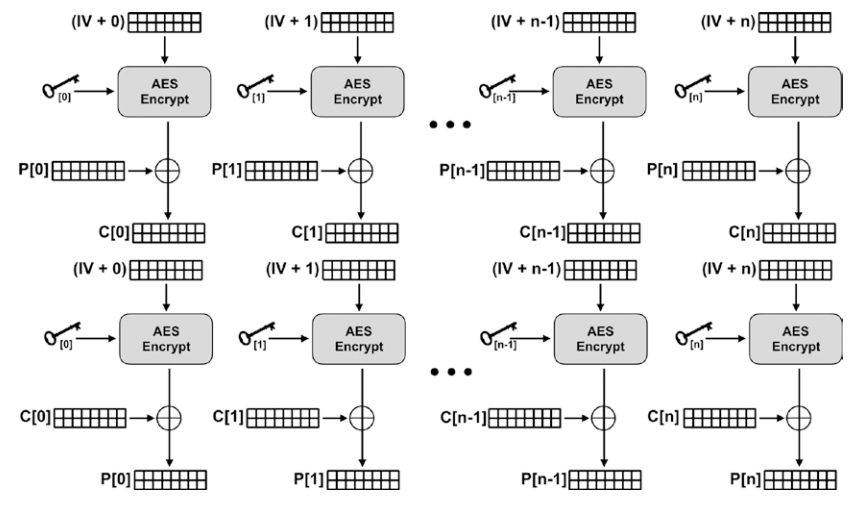 (IV + 0) (IV + 1) (IV + n-1) (IV + n)
AES Encrypt AES Encrypt AES Encrypt AES Encrypt
[0] [1] [n-1] [n]
P[0] P[1] P[n-1] P[n]
C[0] C[1] C[n-1] C[n]
(IV + 0) (IV + 1) (IV + n-1) (IV + n)
AES Encrypt AES Encrypt AES Encrypt AES Encrypt
[0] [1] [n-1] [n]
C[0] C[1] C[n-1] C[n]
P[0] P[1] P[n-1] P[n]